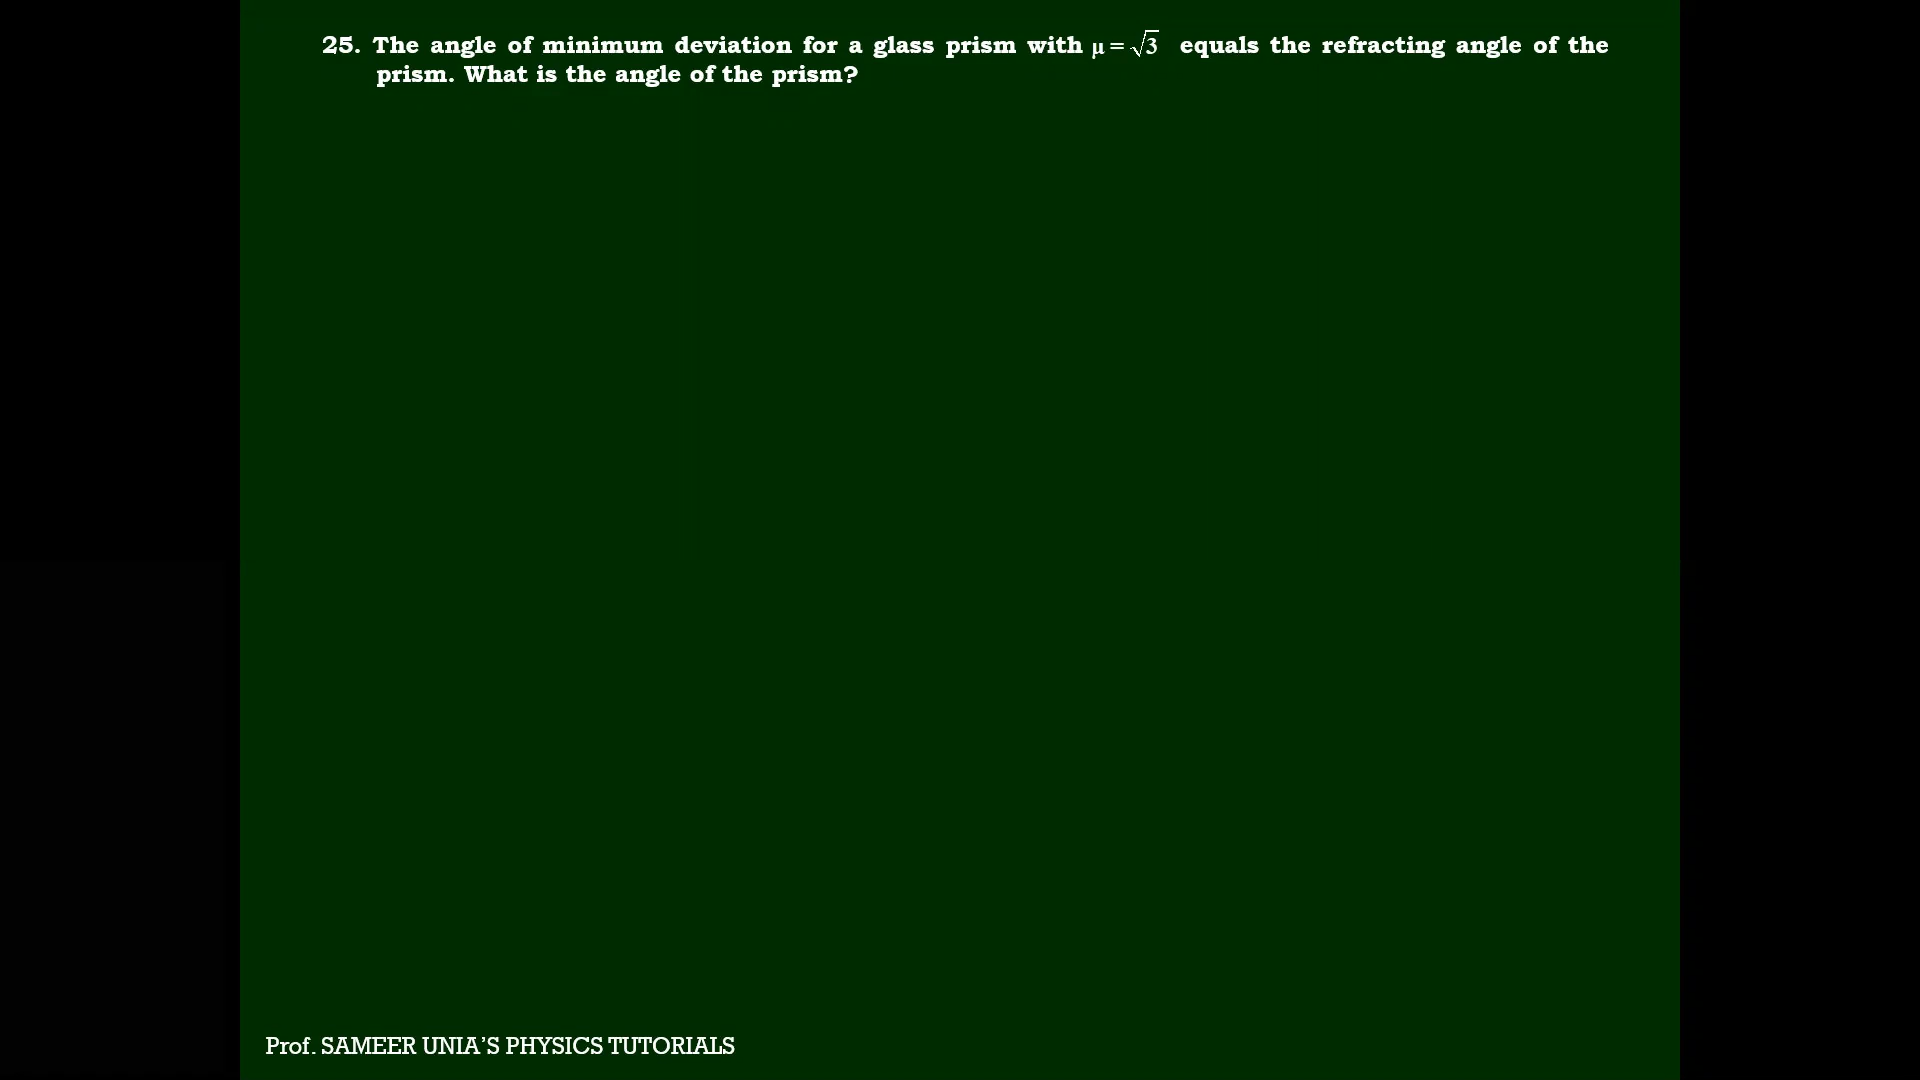 25. The angle of minimum deviation for a glass prism with μ = √3 equals the refracting angle of the
prism. What is the angle of the prism?
Prof. SAMEER UNIA’S PHYSICS TUTORIALS